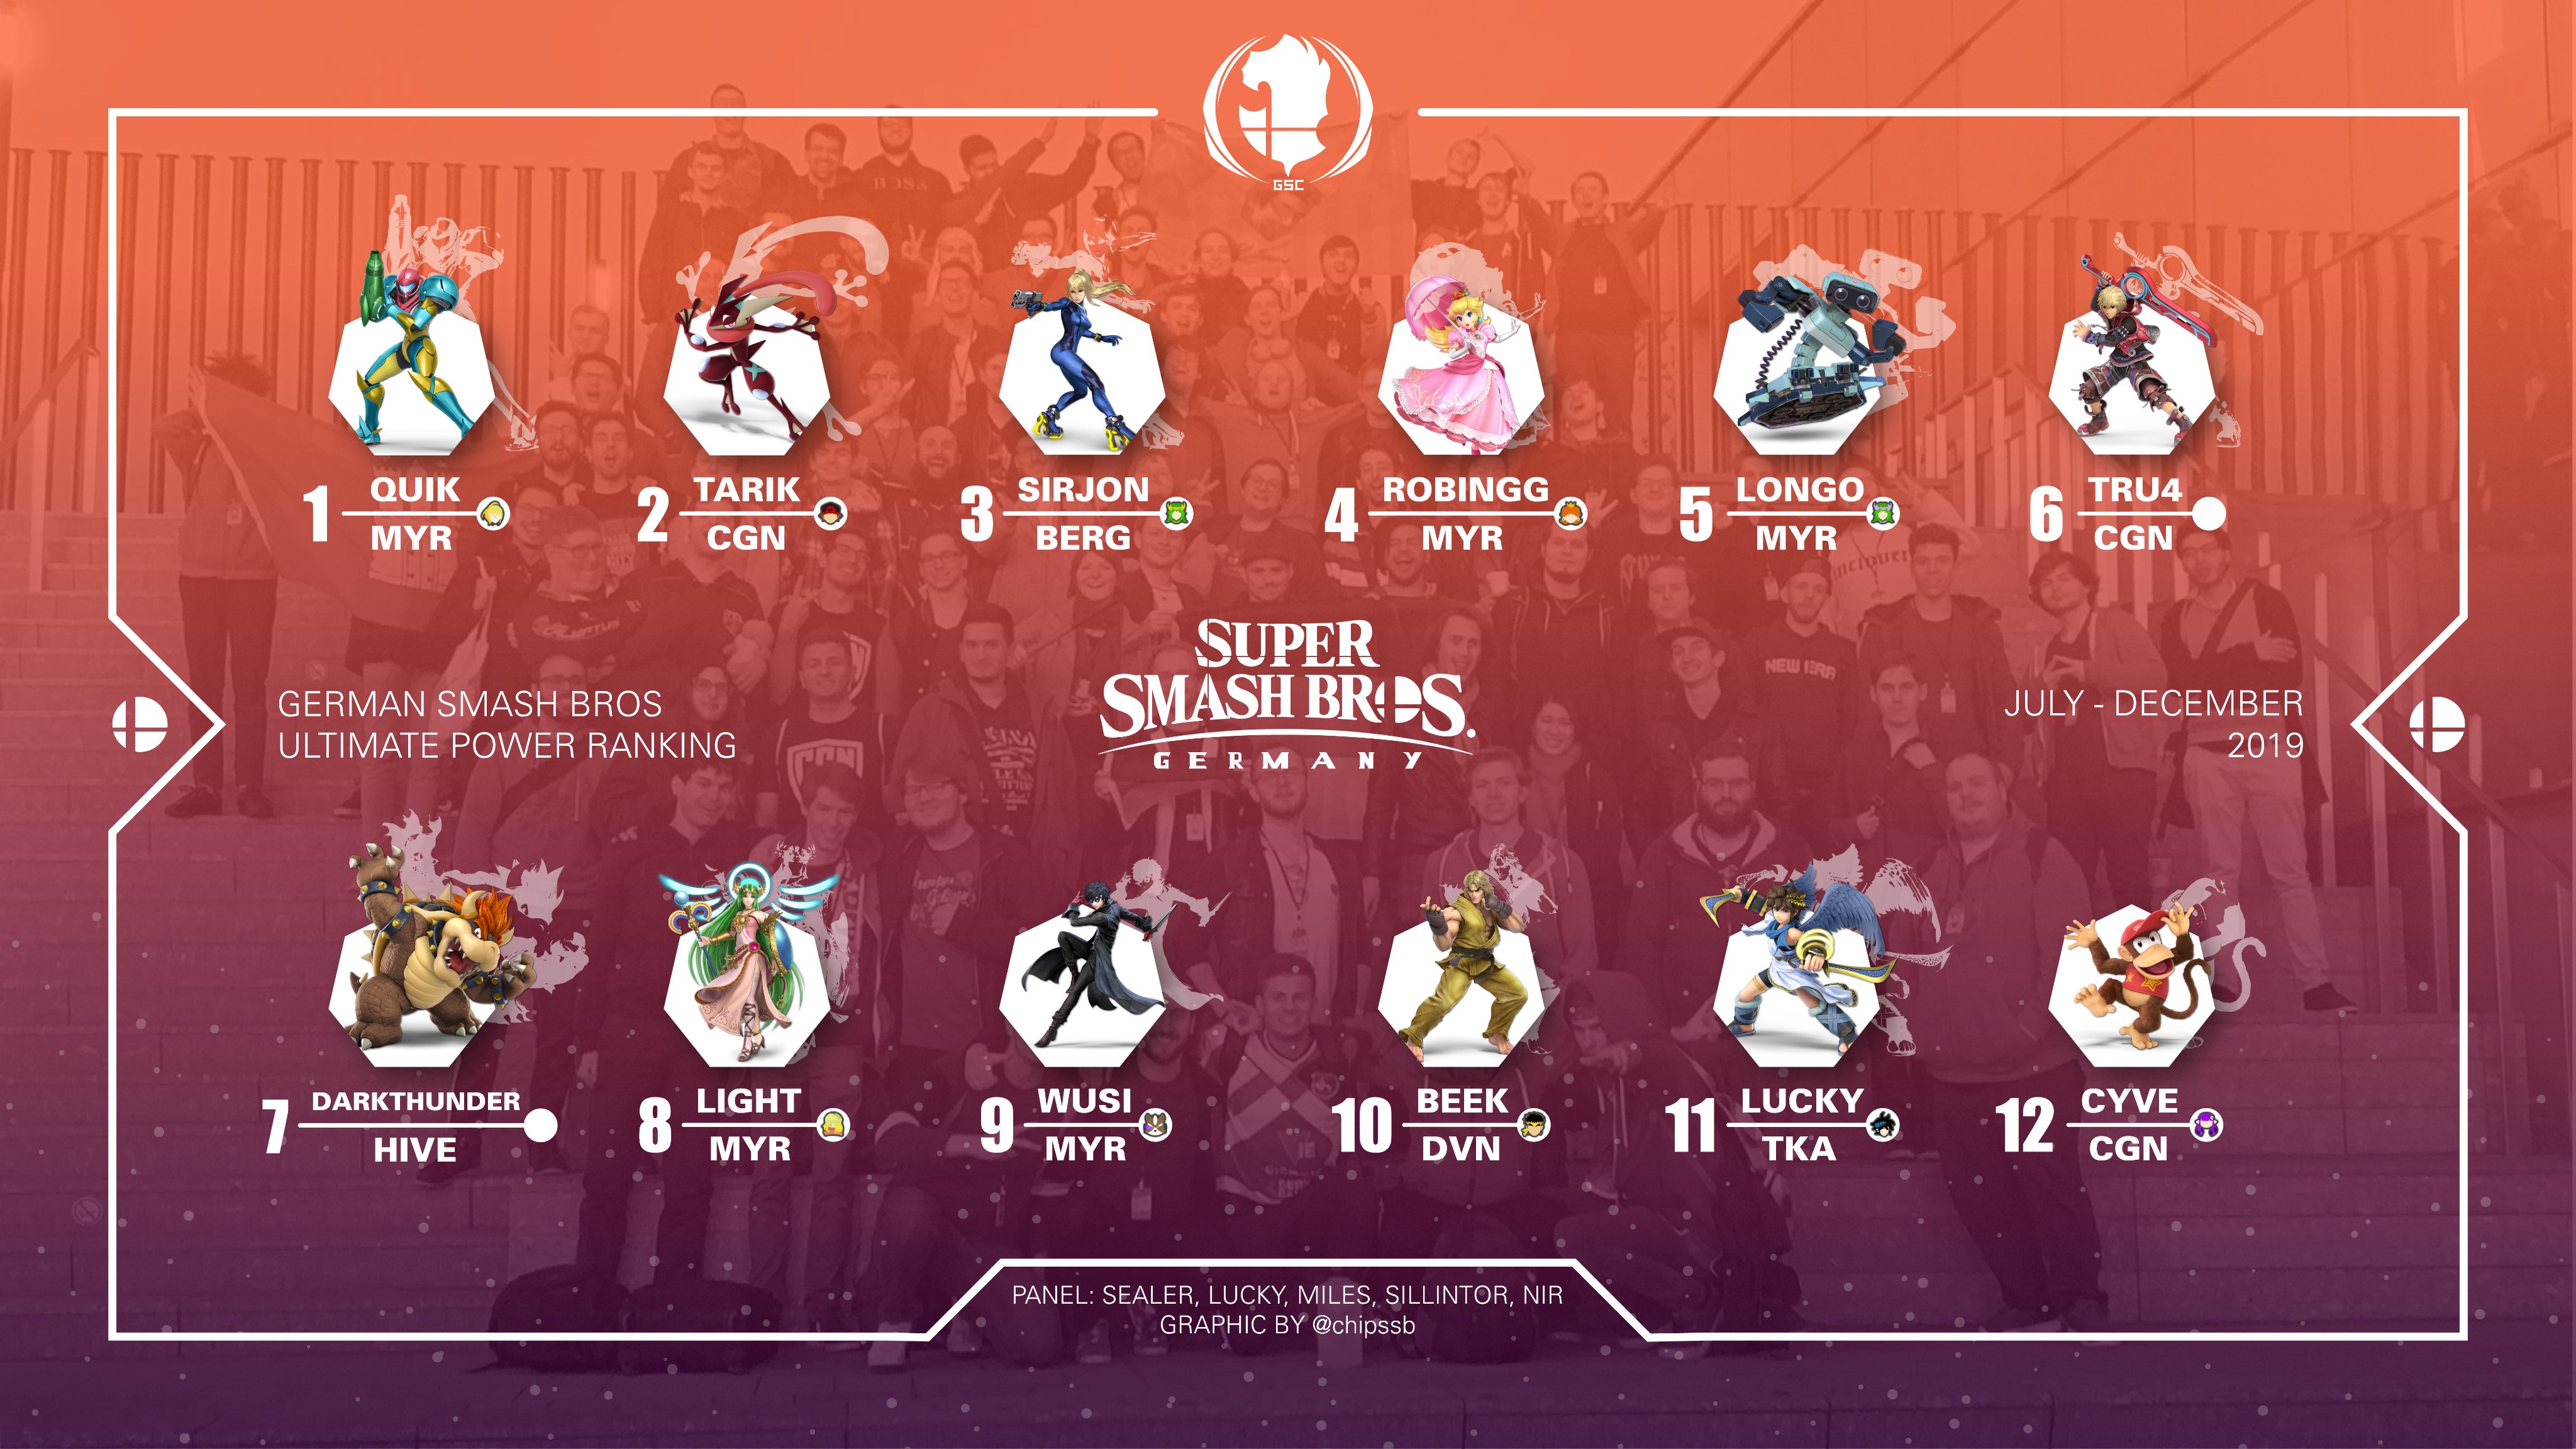 GSC
1 QUIK
MYR
2 TARIK
CGN
3 SIRJON
BERG
4 ROBINGG
MYR
5 LONGO
MYR
6 TRU4
CGN
GERMAN SMASH BROS
ULTIMATE POWER RANKING
SUPER
SMASH BROS.
GERMANY
JULY - DECEMBER
2019
NEW ERA
CGN
7 DARKTHUNDER
HIVE
8 LIGHT
MYR
9 WUSI
MYR
10 BEEK
DVN
11 LUCKY
TKA
12 CYVE
CGN
PANEL: SEALER, LUCKY, MILES, SILLINTOR, NIR
GRAPHIC BY @chipssb